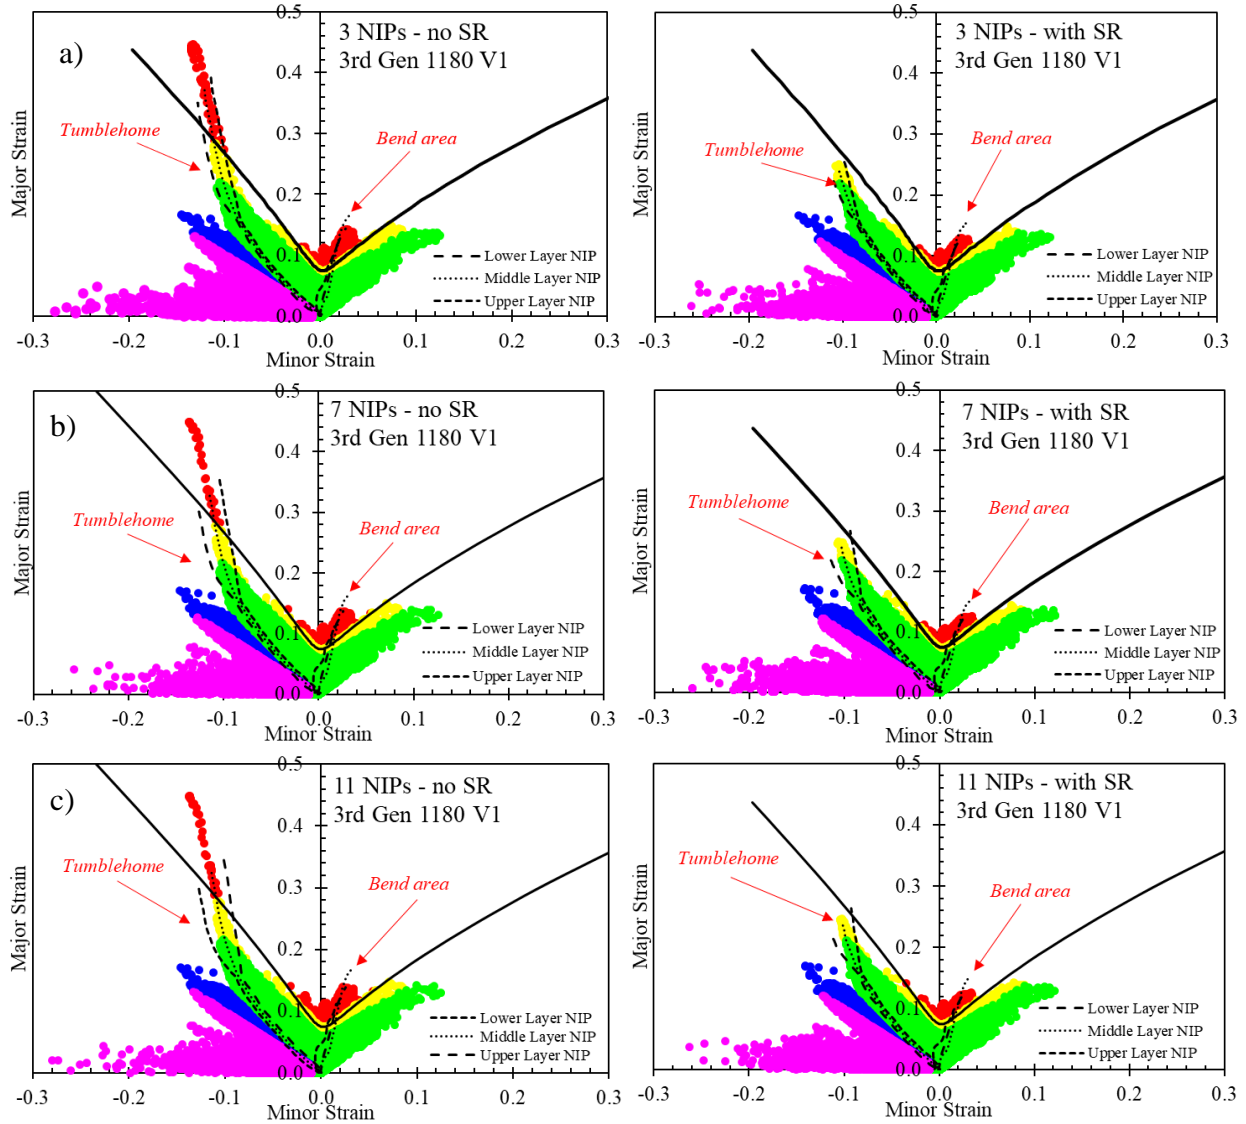 a)
3 NIPs - no SR
3rd Gen 1180 V1
Tumblehome
Bend area
Lower Layer NIP
Middle Layer NIP
Upper Layer NIP
Major Strain
0.5
0.4
0.3
0.2
0.1
0.0
-0.3 -0.2 -0.1 0.0 0.1 0.2 0.3
Minor Strain
3 NIPs - with SR
3rd Gen 1180 V1
Tumblehome
Bend area
Lower Layer NIP
Middle Layer NIP
Upper Layer NIP
Major Strain
0.5
0.4
0.3
0.2
0.1
0.0
-0.3 -0.2 -0.1 0.0 0.1 0.2 0.3
Minor Strain
b)
7 NIPs - no SR
3rd Gen 1180 V1
Tumblehome
Bend area
Lower Layer NIP
Middle Layer NIP
Upper Layer NIP
Major Strain
0.5
0.4
0.3
0.2
0.1
0.0
-0.3 -0.2 -0.1 0.0 0.1 0.2 0.3
Minor Strain
7 NIPs - with SR
3rd Gen 1180 V1
Tumblehome
Bend area
Lower Layer NIP
Middle Layer NIP
Upper Layer NIP
Major Strain
0.5
0.4
0.3
0.2
0.1
0.0
-0.3 -0.2 -0.1 0.0 0.1 0.2 0.3
Minor Strain
c)
11 NIPs - no SR
3rd Gen 1180 V1
Tumblehome
Bend area
Lower Layer NIP
Middle Layer NIP
Upper Layer NIP
Major Strain
0.5
0.4
0.3
0.2
0.1
0.0
-0.3 -0.2 -0.1 0.0 0.1 0.2 0.3
Minor Strain
11 NIPs - with SR
3rd Gen 1180 V1
Tumblehome
Bend area
Lower Layer NIP
Middle Layer NIP
Upper Layer NIP
Major Strain
0.5
0.4
0.3
0.2
0.1
0.0
-0.3 -0.2 -0.1 0.0 0.1 0.2 0.3
Minor Strain